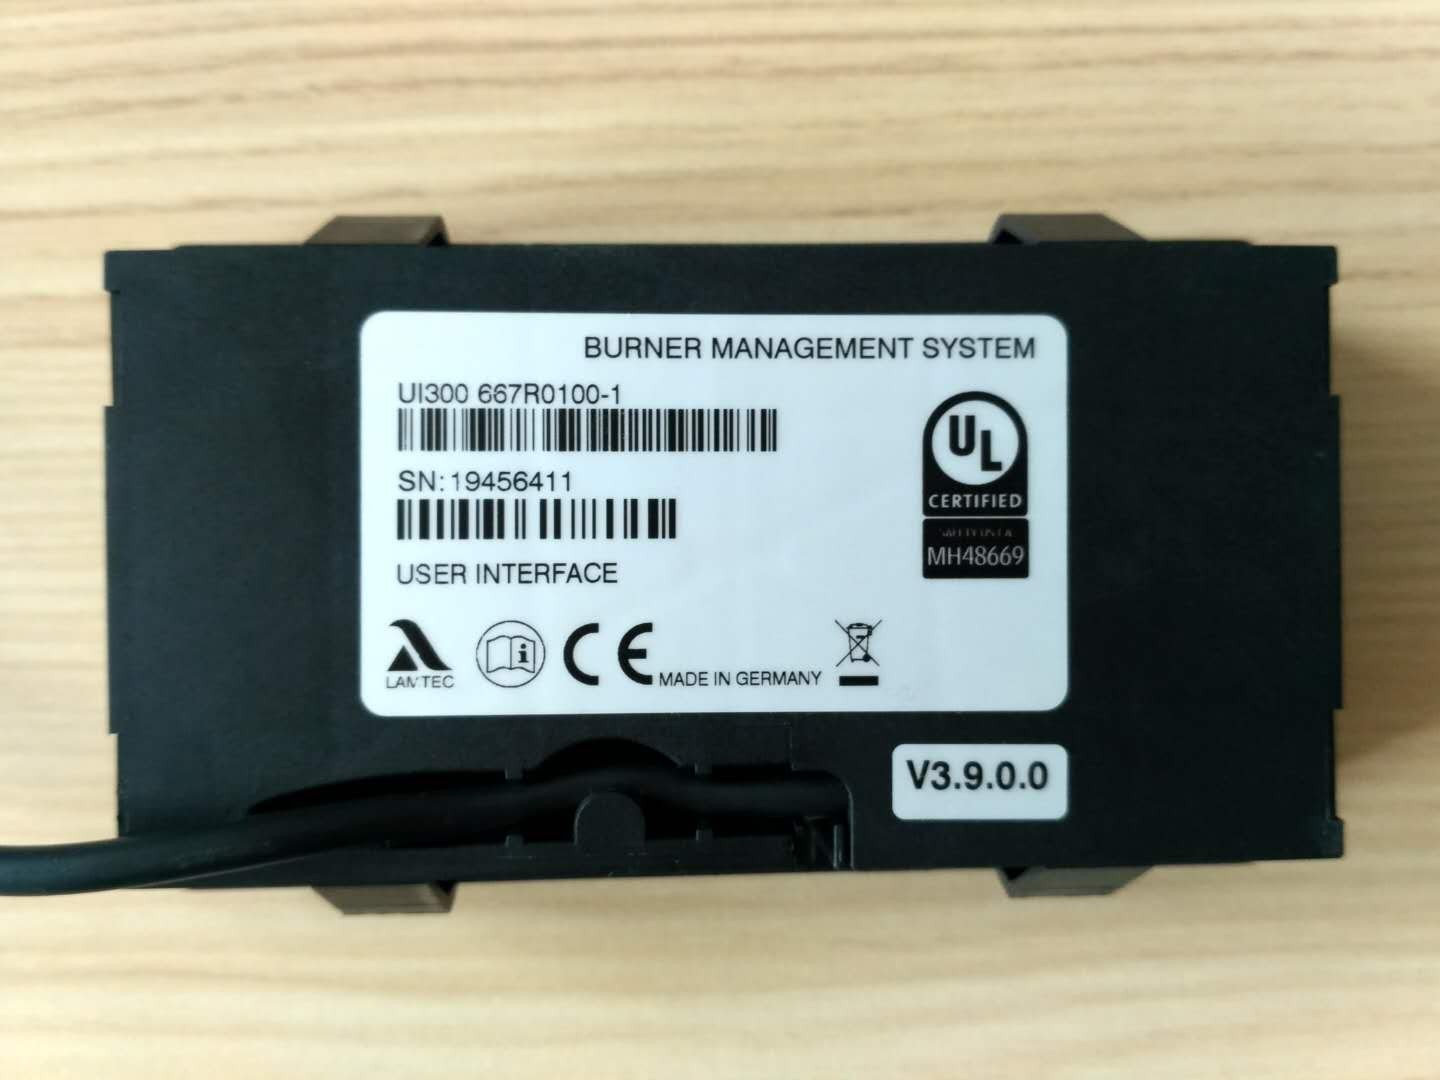 BURNER MANAGEMENT SYSTEM
UI300 667R0100-1
SN: 19456411
USER INTERFACE
UL
CERTIFIED
MH48669
LAMTEC
i
CE
MADE IN GERMANY
V3.9.0.0